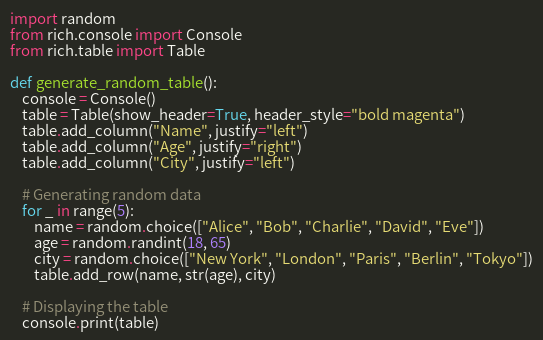 import random
from rich.console import Console
from rich.table import Table

def generate_random_table():
    console = Console()
    table = Table(show_header=True, header_style="bold magenta")
    table.add_column("Name", justify="left")
    table.add_column("Age", justify="right")
    table.add_column("City", justify="left")

    # Generating random data
    for _ in range(5):
        name = random.choice(["Alice", "Bob", "Charlie", "David", "Eve"])
        age = random.randint(18, 65)
        city = random.choice(["New York", "London", "Paris", "Berlin", "Tokyo"])
        table.add_row(name, str(age), city)

    # Displaying the table
    console.print(table)